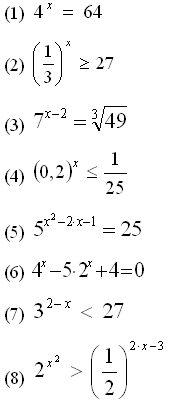 (1) 4^x = 64
(2) (1/3)^x ≥ 27
(3) 7^(x−2) = ∛49
(4) (0,2)^x ≤ 1/25
(5) 5^(x²−2·x−1) = 25
(6) 4^x−5·2^x+4=0
(7) 3^(2−x) < 27
(8) 2^(x²) > (1/2)^(2·x−3)